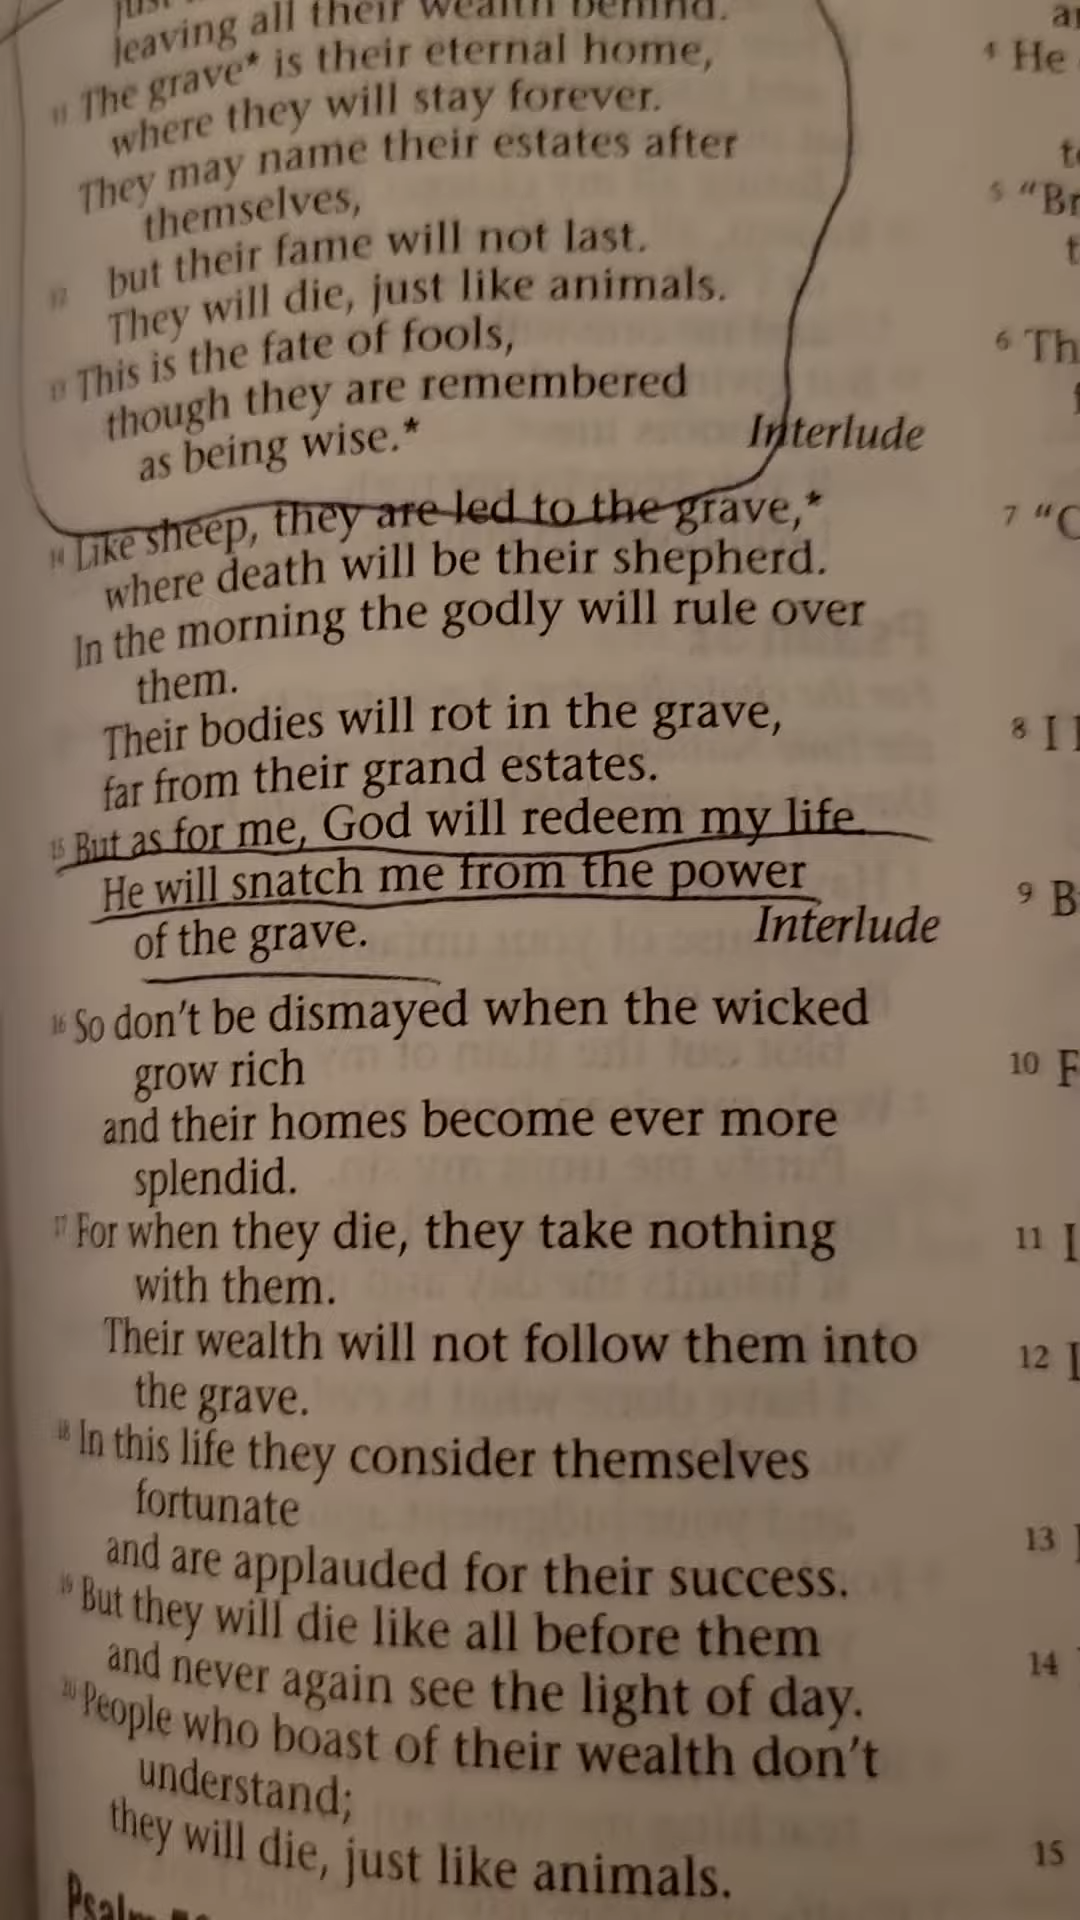 leaving all their wealth behind.
11 The grave* is their eternal home,
where they will stay forever.
They may name their estates after
themselves,
but their fame will not last.
12 They will die, just like animals.
13 This is the fate of fools,
though they are remembered
as being wise.* Interlude
14 Like sheep, they are led to the grave,*
where death will be their shepherd.
In the morning the godly will rule over
them.
Their bodies will rot in the grave,
far from their grand estates.
15 But as for me, God will redeem my life
He will snatch me from the power
of the grave. Interlude
16 So don't be dismayed when the wicked
grow rich
and their homes become ever more
splendid.
17 For when they die, they take nothing
with them.
Their wealth will not follow them into
the grave.
18 In this life they consider themselves
fortunate
and are applauded for their success.
19 But they will die like all before them
and never again see the light of day.
20 People who boast of their wealth don't
understand;
they will die, just like animals.
Psalm
4 He
5 "Br
6 Th
7 "C
8 I
9 B
10 F
11 I
12
13
14
15